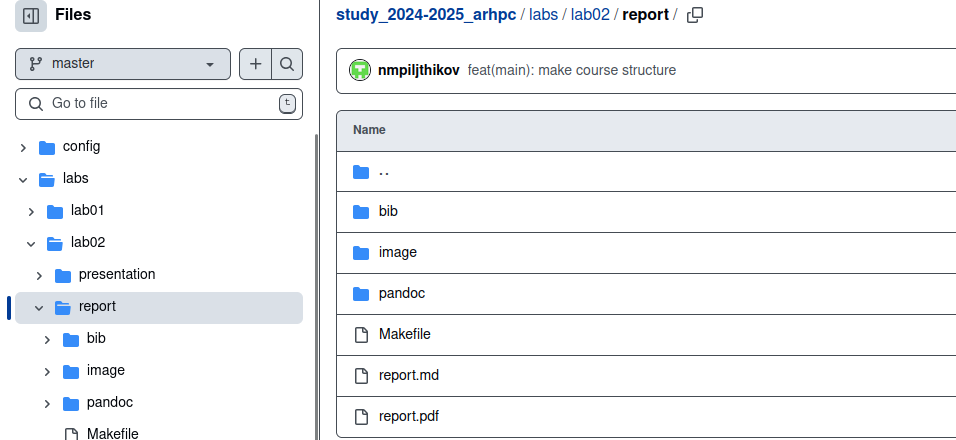 Files
master
Go to file
t
config
labs
lab01
lab02
presentation
report
bib
image
pandoc
Makefile
study_2024-2025_arhpc / labs / lab02 / report /
nmpiljthikov feat(main): make course structure
Name
..
bib
image
pandoc
Makefile
report.md
report.pdf